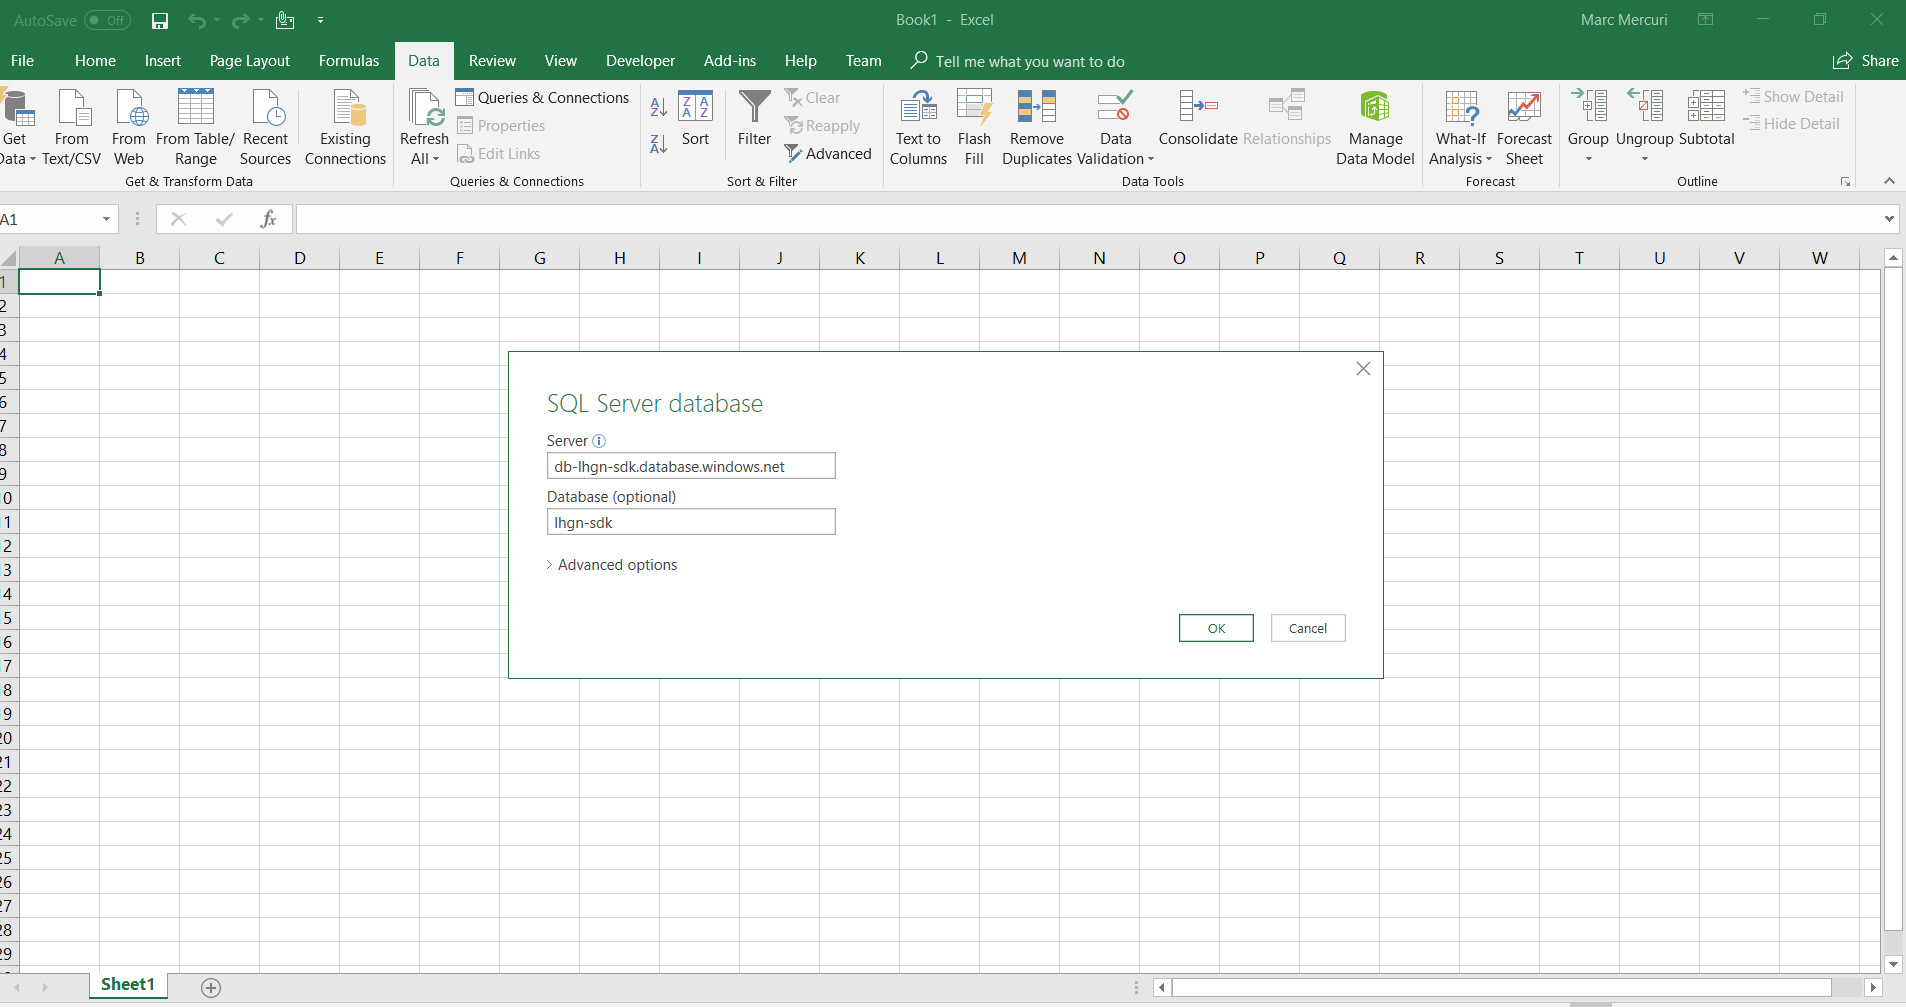 AutoSave Off
Book1 - Excel
Marc Mercuri
File Home Insert Page Layout Formulas Data Review View Developer Add-ins Help Team Tell me what you want to do Share
Get Data
From Text/CSV
From Web
From Table/ Range
Recent Sources
Existing Connections
Get & Transform Data
Refresh All
Queries & Connections
Properties
Edit Links
Queries & Connections
Sort
Filter
Clear
Reapply
Advanced
Sort & Filter
Text to Columns
Flash Fill
Remove Duplicates
Data Validation
Consolidate
Relationships
Manage Data Model
Data Tools
What-If Analysis
Forecast Sheet
Forecast
Group
Ungroup
Subtotal
Show Detail
Hide Detail
Outline
A1
fx
A B C D E F G H I J K L M N O P Q R S T U V W
1
2
3
4
5
6
7
8
9
10
11
12
13
14
15
16
17
18
19
20
21
22
23
24
25
26
27
28
29
SQL Server database
Server
db-lhgn-sdk.database.windows.net
Database (optional)
lhgn-sdk
Advanced options
OK
Cancel
Sheet1